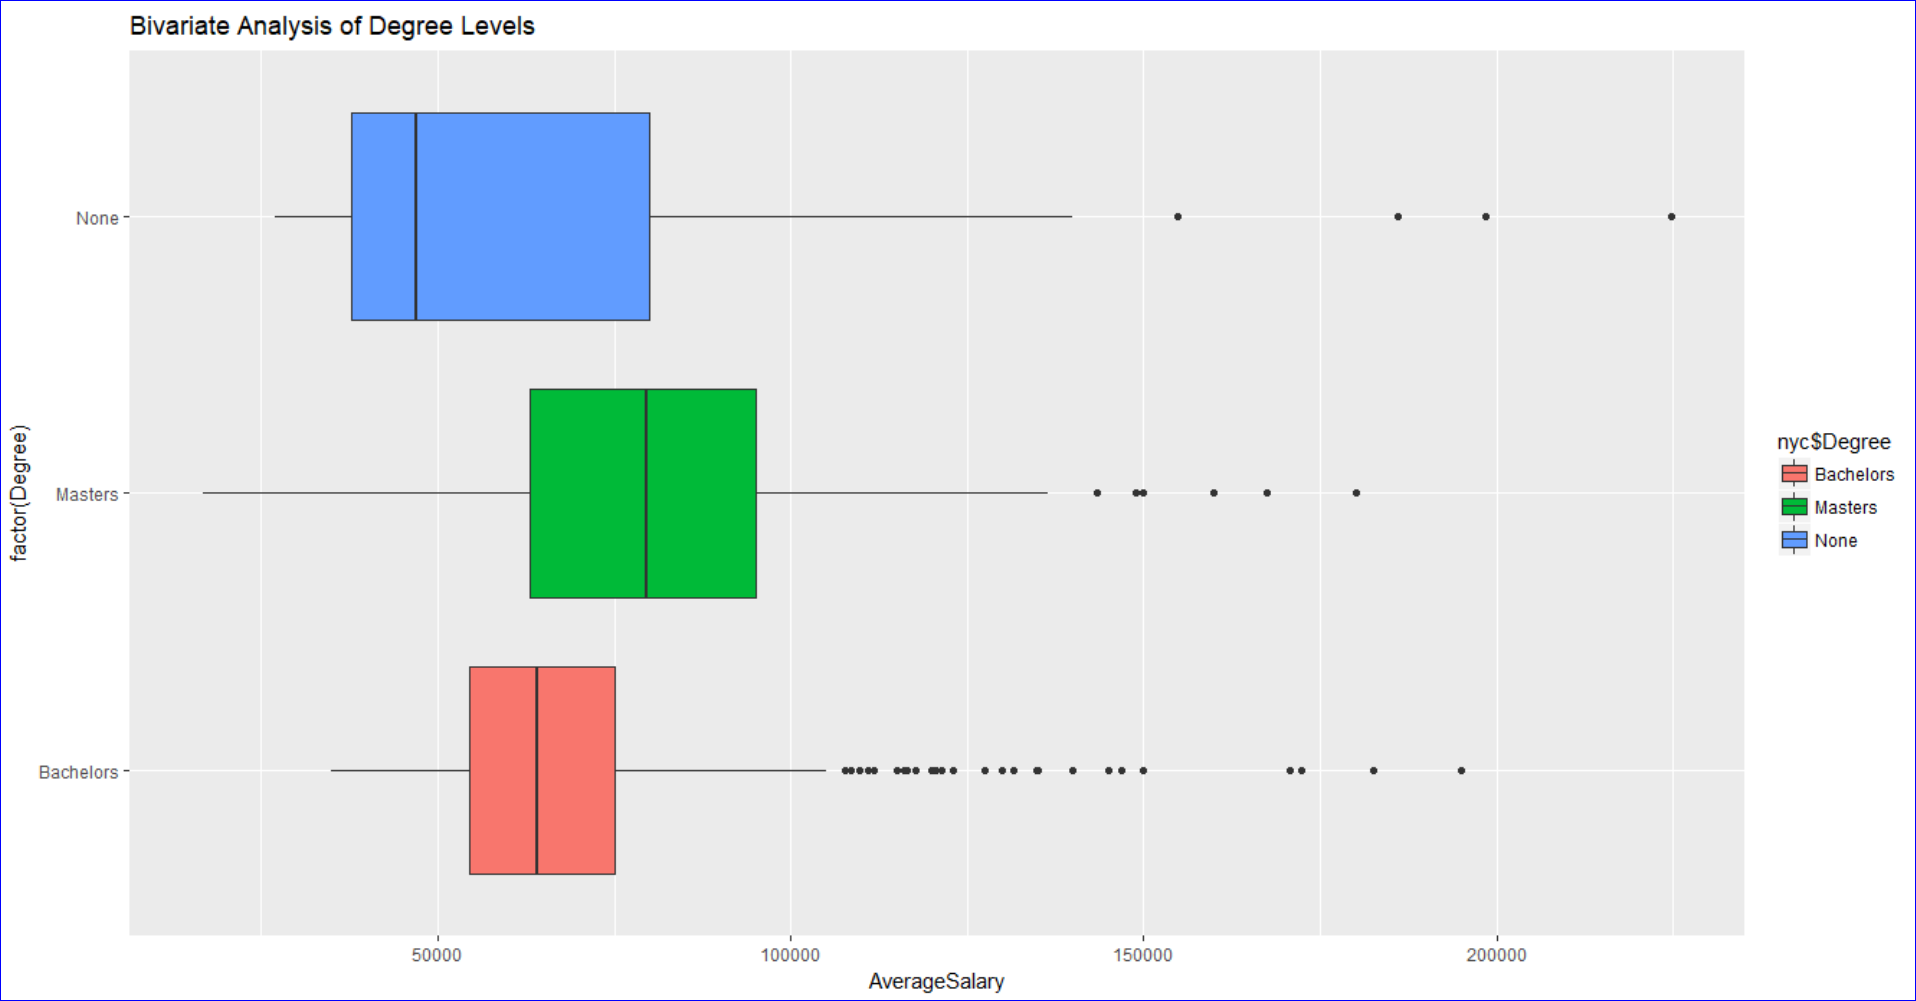 Bivariate Analysis of Degree Levels
None
Masters
Bachelors
factor(Degree)
50000
100000
150000
200000
AverageSalary
nyc$Degree
Bachelors
Masters
None